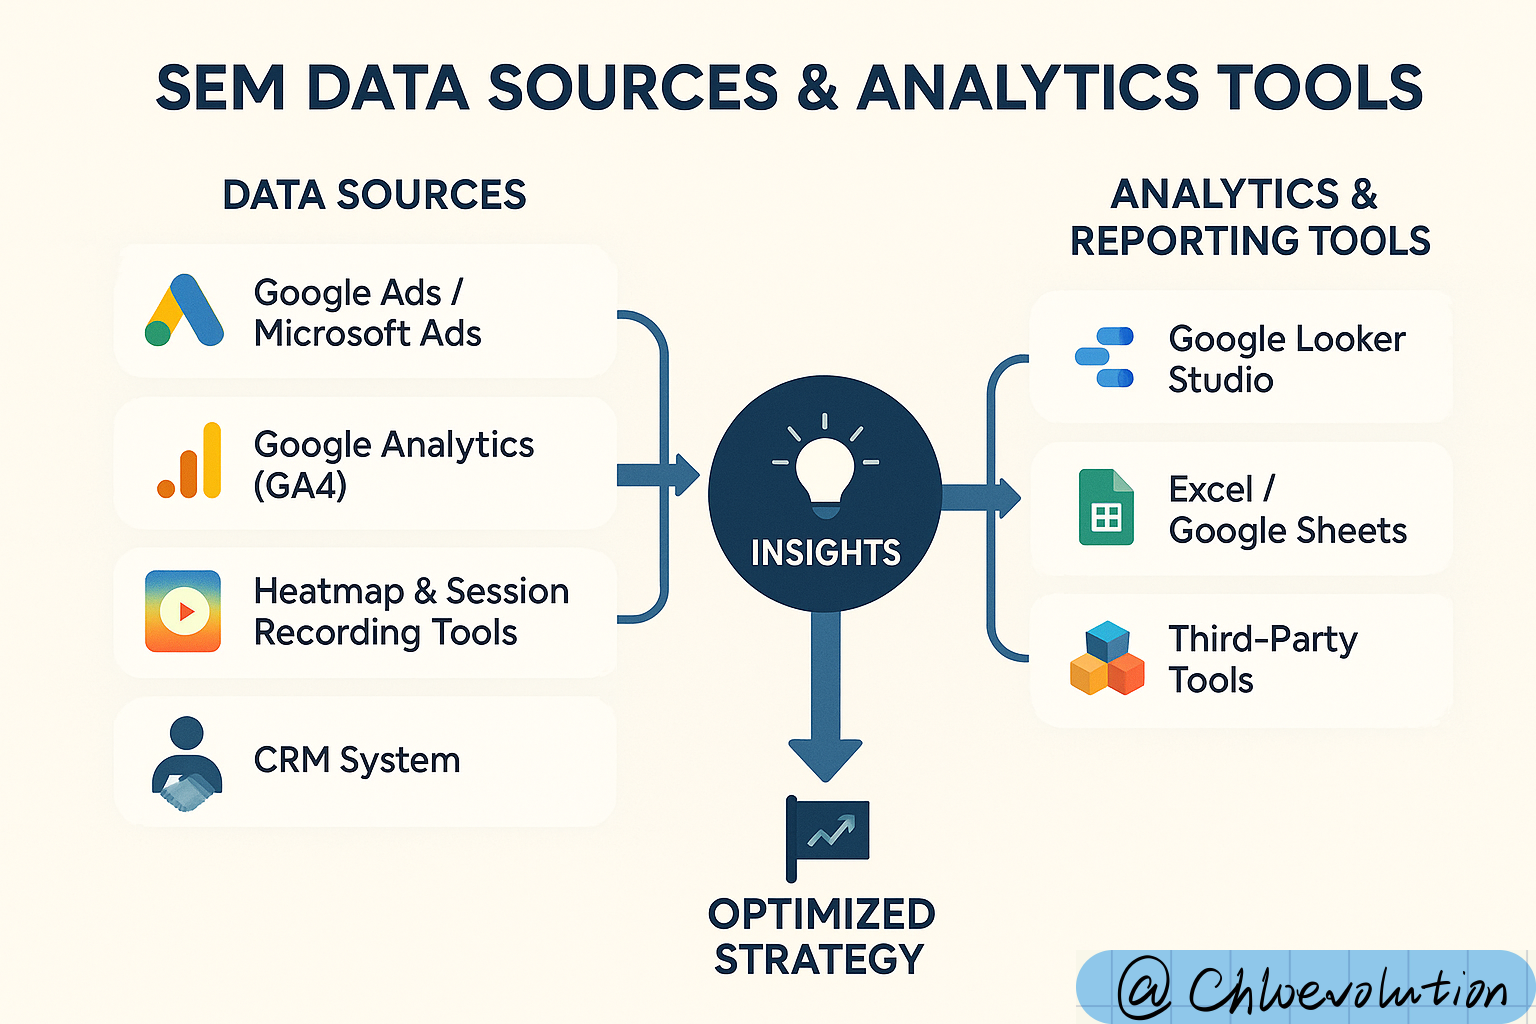 SEM DATA SOURCES & ANALYTICS TOOLS
DATA SOURCES
Google Ads /
Microsoft Ads
Google Analytics
(GA4)
Heatmap & Session
Recording Tools
CRM System
INSIGHTS
OPTIMIZED
STRATEGY
ANALYTICS &
REPORTING TOOLS
Google Looker
Studio
Excel /
Google Sheets
Third-Party
Tools
@ Chloevolution